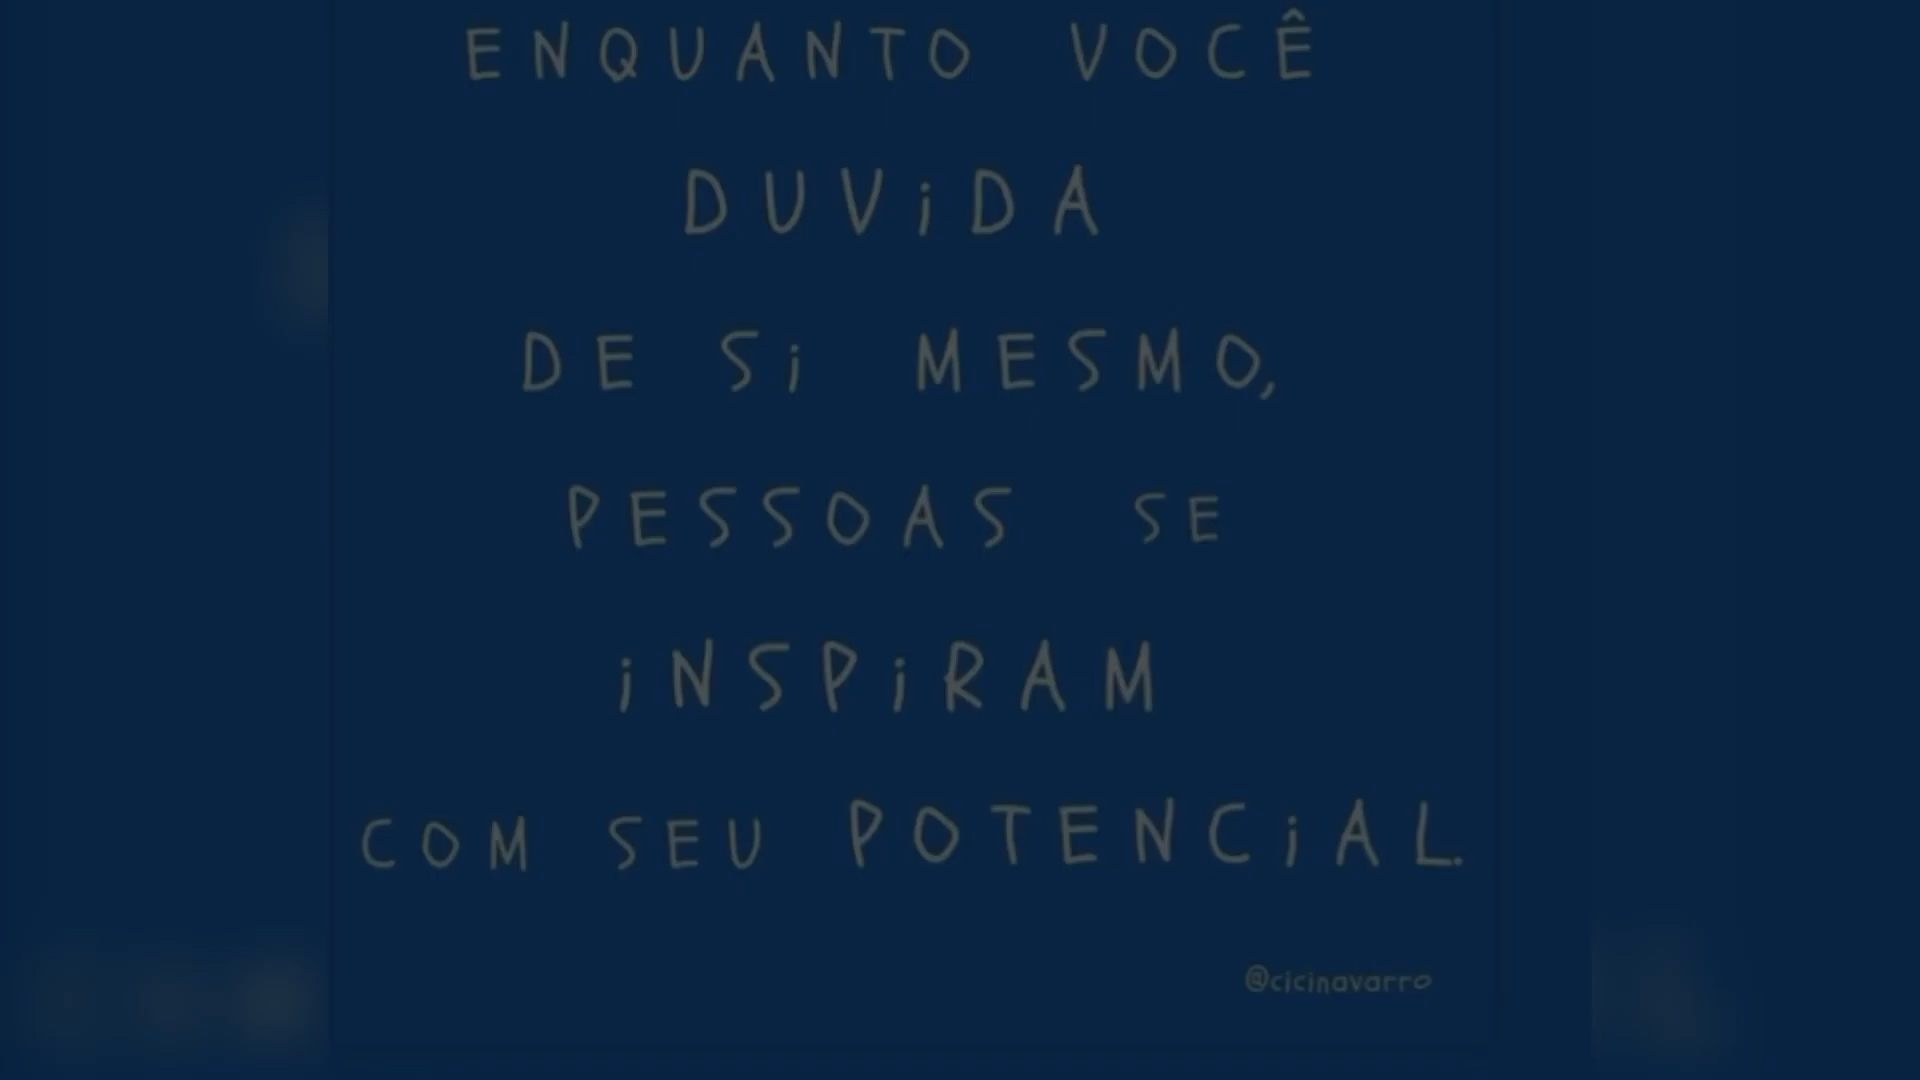 ENQUANTO VOCÊ
DUViDA
DE Si MESMO,
PESSOAS SE
iNSPiRAM
COM SEU POTENCiAL.
@cicinavarro